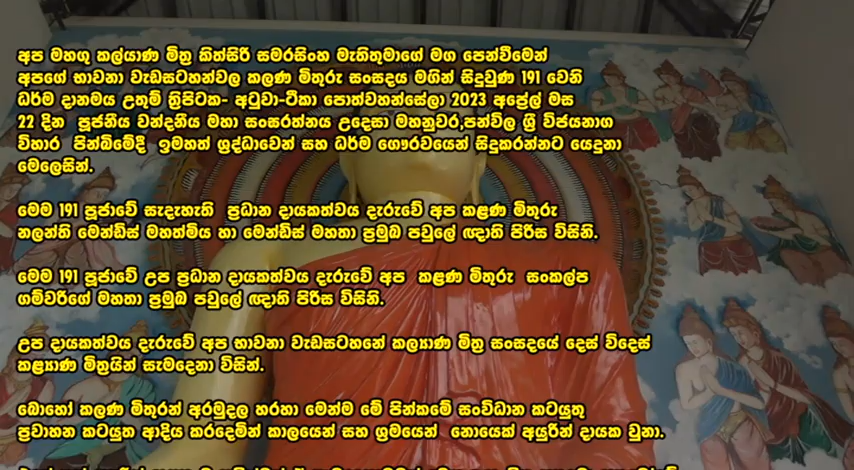 අප මහගු කල්යාණ මිත්‍ර කිත්සිරි සමරසිංහ මැතිතුමාගේ මග පෙන්වීමෙන්
අපගේ භාවනා වැඩසටහන්වල කලණ මිතුරු සංසදය මගින් සිදුවුණ 191 වෙනි
ධර්ම දානමය උතුම් ත්‍රිපිටක- අටුවා-ටීකා පොත්වහන්සේලා 2023 අප්‍රේල් මස
22 දින පූජනීය වන්දනීය මහා සංඝරත්නය උදෙසා මහනුවර,පන්විල ශ්‍රී විජයනාග
විහාර පින්බිමේදී ඉමහත් ශ්‍රද්ධාවෙන් සහ ධර්ම ගෞරවයෙන් සිදුකරන්නට යෙදුනා
මෙලෙසින්.
මෙම 191 පූජාවේ සැදැහැති ප්‍රධාන දායකත්වය දැරුවේ අප කළණ මිතුරු
නලන්ති මෙන්ඩිස් මහත්මිය හා මෙන්ඩිස් මහතා ප්‍රමුඛ පවුලේ ඥාති පිරිස විසිනි.
මෙම 191 පූජාවේ උප ප්‍රධාන දායකත්වය දැරුවේ අප කළණ මිතුරු සංකල්ප
ගම්වරිගේ මහතා ප්‍රමුඛ පවුලේ ඥාති පිරිස විසිනි.
උප දායකත්වය දැරුවේ අප භාවනා වැඩසටහනේ කල්‍යාණ මිත්‍ර සංසදයේ දෙස් විදෙස්
කළ්‍යාණ මිත්‍රයින් සැමදෙනා විසින්.
බොහෝ කලණ මිතුරන් අරමුදල හරහා මෙන්ම මේ පින්කමේ සංවිධාන කටයුතු
ප්‍රවාහන කටයුතු ආදිය කරදෙමින් කාලයෙන් සහ ශ්‍රමයෙන් නොයෙක් අයුරින් දායක වුනා.